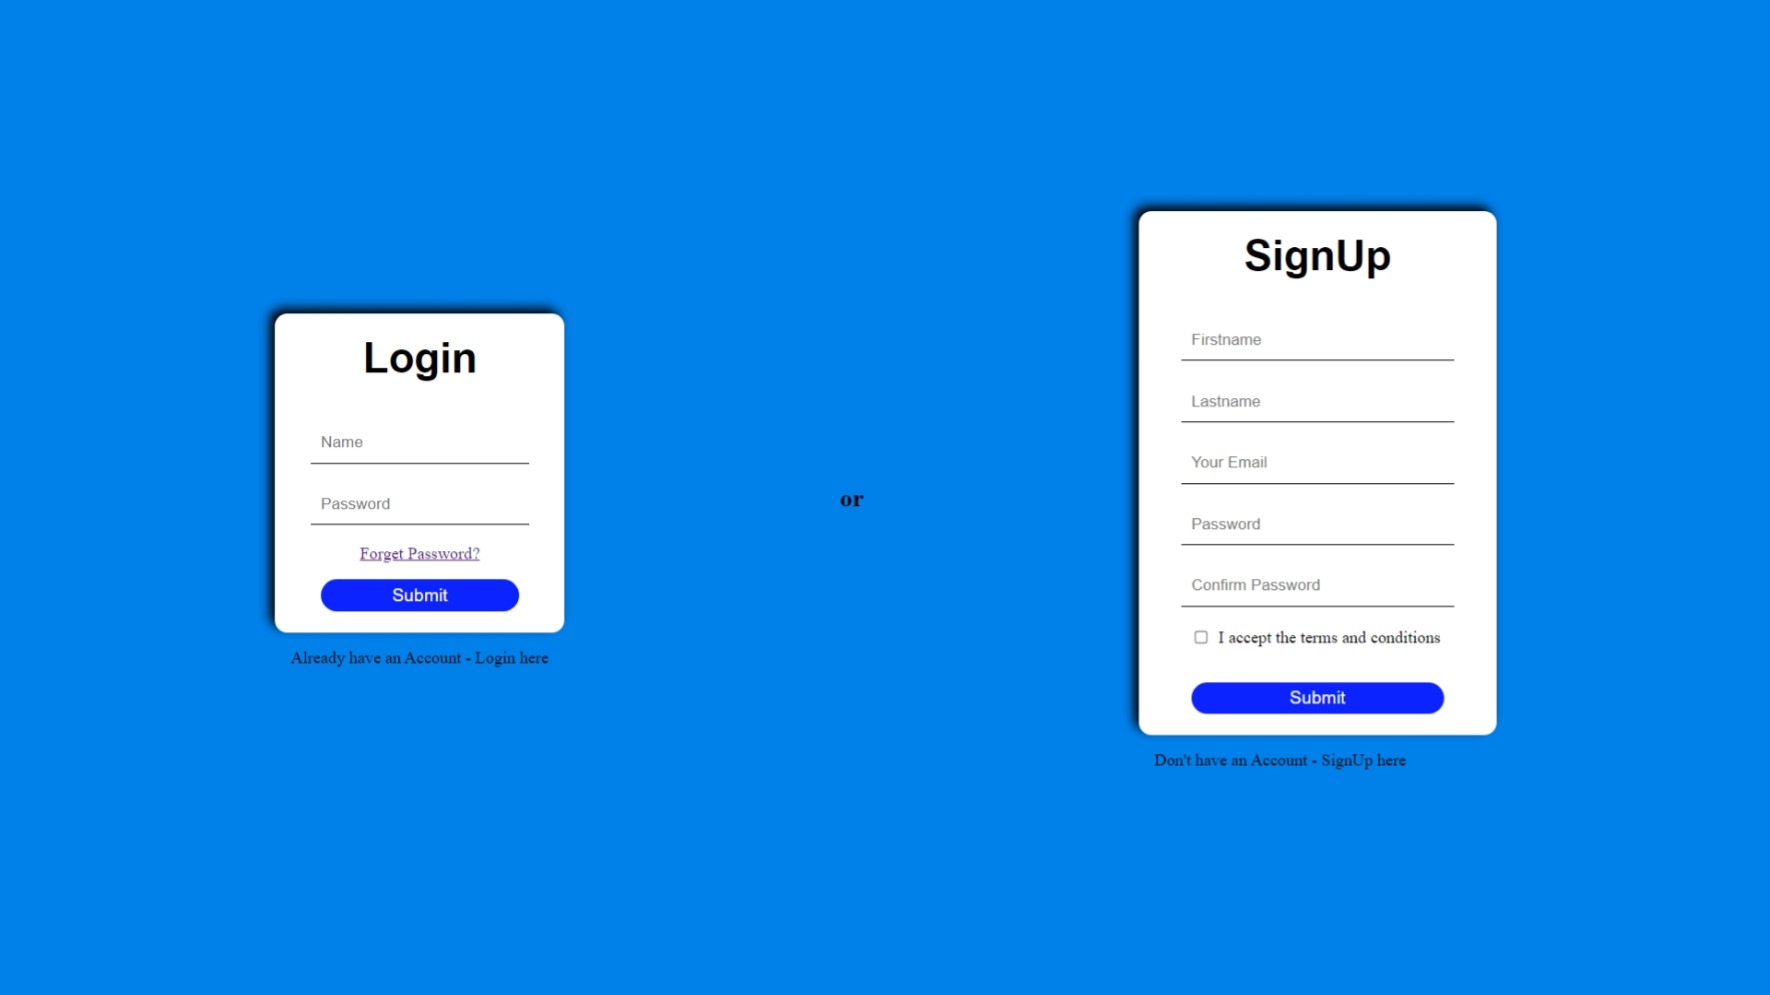 Login
Name
Password
Forget Password?
Submit
Already have an Account - Login here
or
SignUp
Firstname
Lastname
Your Email
Password
Confirm Password
I accept the terms and conditions
Submit
Don't have an Account - SignUp here